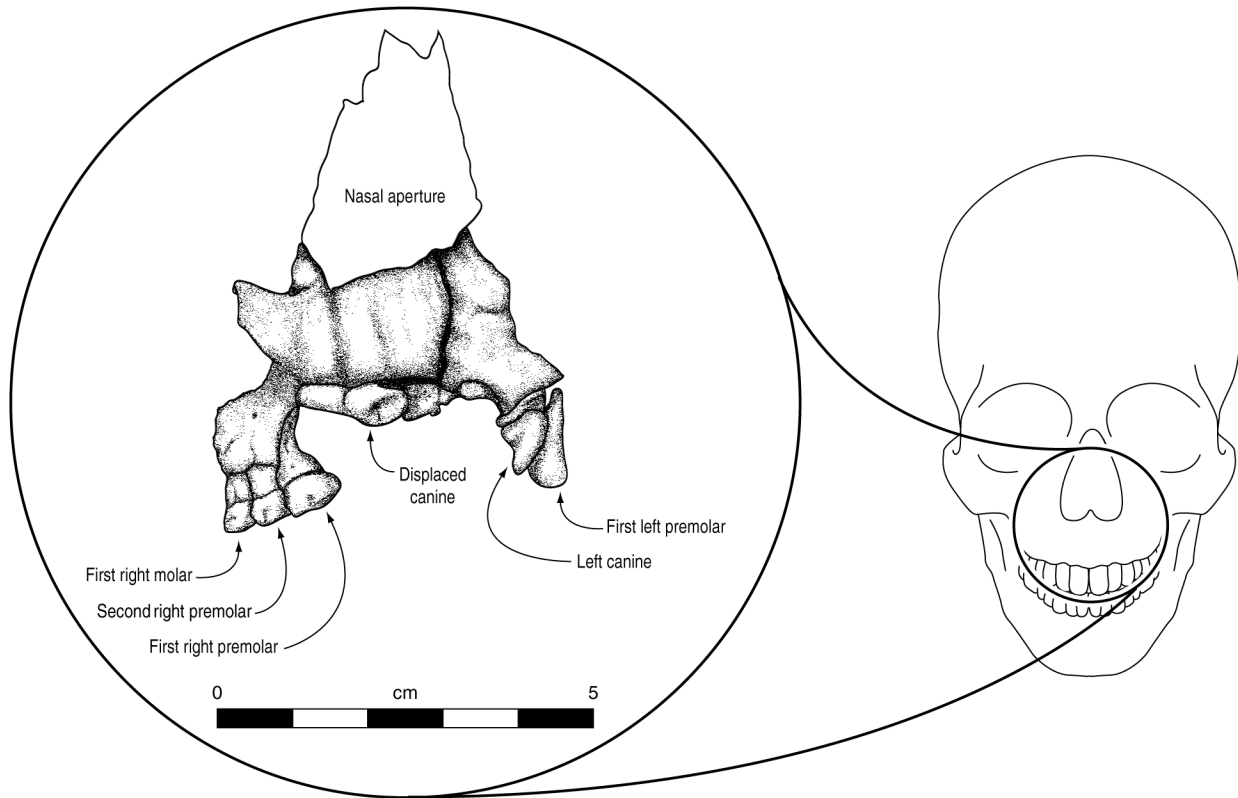 Nasal aperture
Displaced
canine
First left premolar
Left canine
First right molar
Second right premolar
First right premolar
0 cm 5